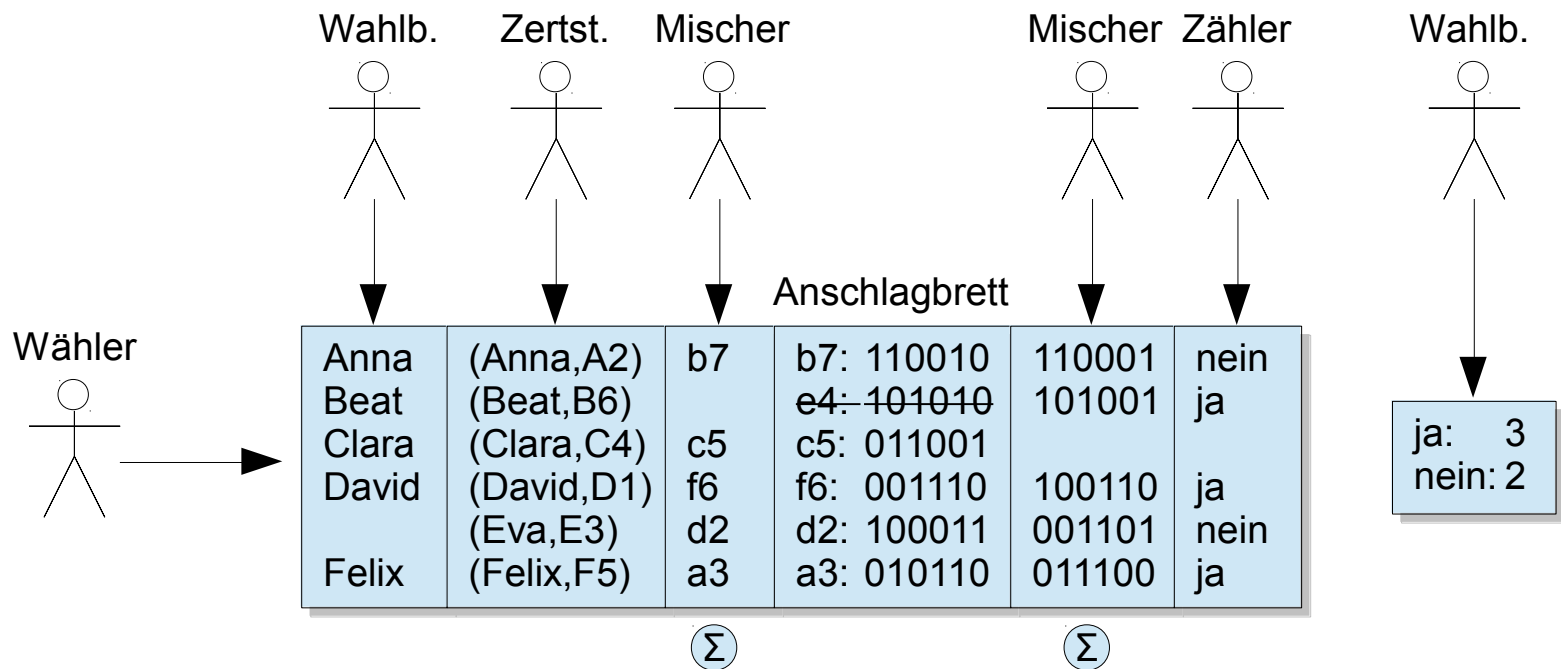 Wahlb. Zertst. Mischer Mischer Zähler Wahlb.
Anschlagbrett
Wähler
Anna (Anna,A2) b7 b7: 110010 110001 nein
Beat (Beat,B6) e4: 101010 101001 ja
Clara (Clara,C4) c5 c5: 011001
David (David,D1) f6 f6: 001110 100110 ja
(Eva,E3) d2 d2: 100011 001101 nein
Felix (Felix,F5) a3 a3: 010110 011100 ja
ja: 3
nein: 2
Σ Σ